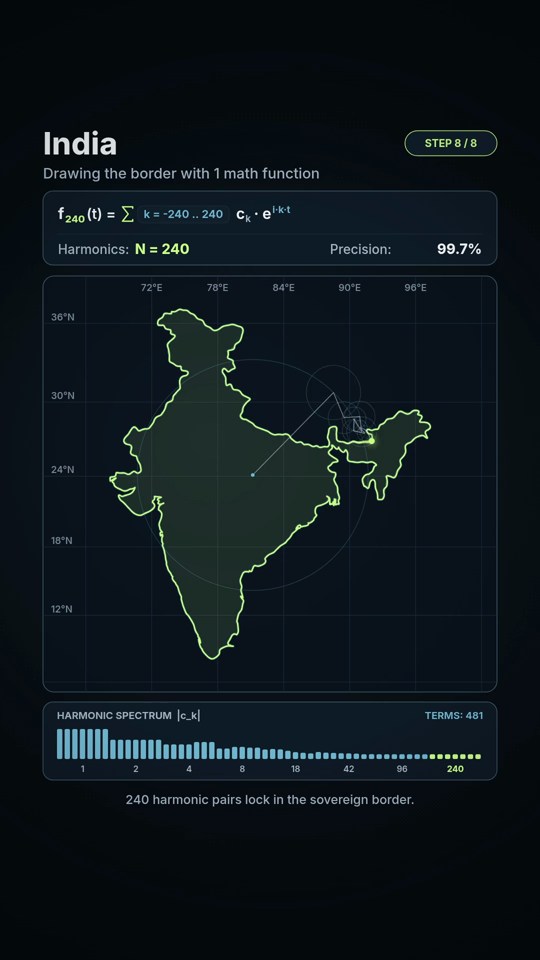 India
STEP 8 / 8
Drawing the border with 1 math function
f₂₄₀(t) = ∑ k = -240 .. 240 cₖ · e^i·k·t
Harmonics: N = 240 Precision: 99.7%
72°E 78°E 84°E 90°E 96°E
36°N
30°N
24°N
18°N
12°N
HARMONIC SPECTRUM |c_k| TERMS: 481
1 2 4 8 18 42 96 240
240 harmonic pairs lock in the sovereign border.